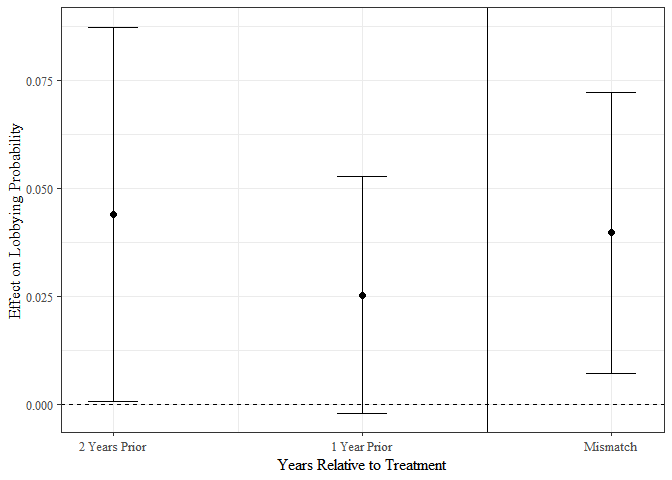 Effect on Lobbying Probability
0.075
0.050
0.025
0.000
2 Years Prior
1 Year Prior
Mismatch
Years Relative to Treatment